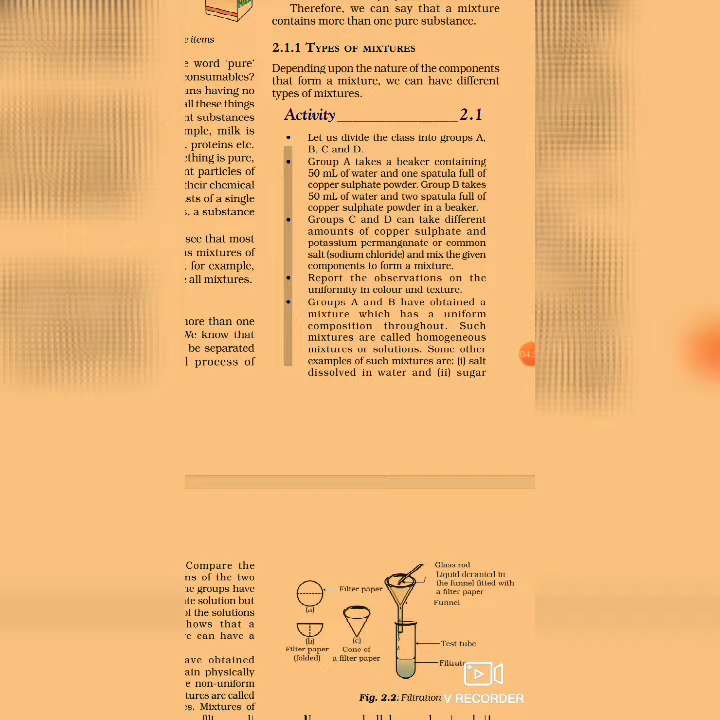 e items
e word ‘pure’
consumables?
ans having no
all these things
nt substances
mple, milk is
, proteins etc.
ething is pure,
nt particles of
their chemical
sts of a single
s. a substance
see that most
as mixtures of
, for example,
e all mixtures.
more than one
We know that
be separated
l process of
Therefore, we can say that a mixture
contains more than one pure substance.
2.1.1 TYPES OF MIXTURES
Depending upon the nature of the components
that form a mixture, we can have different
types of mixtures.
Activity ____________________ 2.1
• Let us divide the class into groups A,
B, C and D.
• Group A takes a beaker containing
50 mL of water and one spatula full of
copper sulphate powder. Group B takes
50 mL of water and two spatula full of
copper sulphate powder in a beaker.
• Groups C and D can take different
amounts of copper sulphate and
potassium permanganate or common
salt (sodium chloride) and mix the given
components to form a mixture.
• Report the observations on the
uniformity in colour and texture.
• Groups A and B have obtained a
mixture which has a uniform
composition throughout. Such
mixtures are called homogeneous
mixtures or solutions. Some other
examples of such mixtures are: (i) salt
dissolved in water and (ii) sugar
Compare the
ns of the two
he groups have
te solution but
of the solutions
hows that a
e can have a
ave obtained
ain physically
e non-uniform
tures are called
es. Mixtures of
Filter paper
(a)
(b)
Filter paper
(folded)
(c)
Cone of
a filter paper
Glass rod
Liquid decanted in
the funnel fitted with
a filter paper
Funnel
Test tube
Filtrate
Fig. 2.2: Filtration
V RECORDER